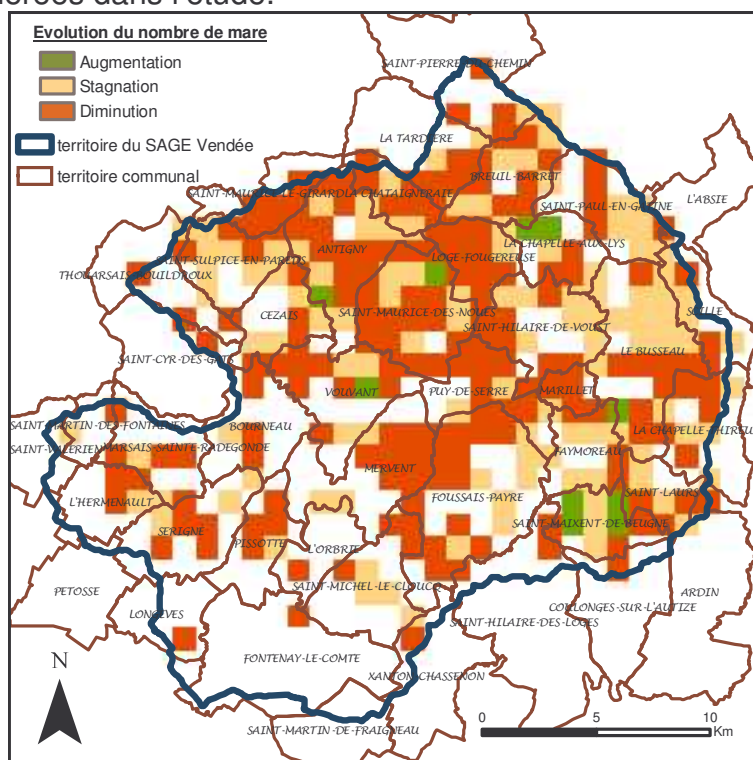 dans l'étude.
Evolution du nombre de mare
Augmentation
Stagnation
Diminution
territoire du SAGE Vendée
territoire communal
LA TARDIERE
BREUIL-BARRET
L'ABSIE
SAINT-PAUL-EN-GATINE
SAINT-MAURICE-LE-GIRARD
LA CHATAIGNERAIE
LA CHAPELLE-AUX-LYS
ANTIGNY
LOGE-FOUGEREUSE
SAINT-SULPICE-EN-PAREDS
THOUARSAIS-BOUILDROUX
CEZAIS
SAINT-MAURICE-DES-NOUES
SAINT-HILAIRE-DE-VOUST
SCILLE
LE BUSSEAU
SAINT-CYR-DES-GATS
VOUVANT
PUY-DE-SERRE
MARILLET
SAINT-MARTIN-DES-FONTAINES
BOURNEAU
LA CHAPELLE-THIREUIL
SAINT-VALERIEN
MARSAIS-SAINTE-RADEGONDE
FAYMOREAU
MERVENT
L'HERMENAULT
FOUSSAIS-PAYRE
SAINT-LAURS
SERIGNE
PISSOTTE
L'ORBRIE
SAINT-MAIXENT-DE-BEUGNE
SAINT-MICHEL-LE-CLOUCQ
PETOSSE
ARDIN
LONGEVES
COULONGES-SUR-L'AUTIZE
SAINT-HILAIRE-DES-LOGES
FONTENAY-LE-COMTE
XANTON-CHASSENON
SAINT-MARTIN-DE-FRAIGNEAU
N
0 5 10
Km